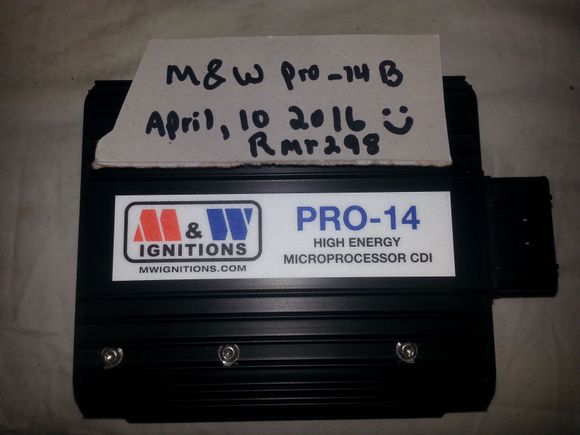 M&W pro-14B
April, 10 2016
Rmr298
M & W
IGNITIONS
MWIGNITIONS.COM
PRO-14
HIGH ENERGY
MICROPROCESSOR CDI